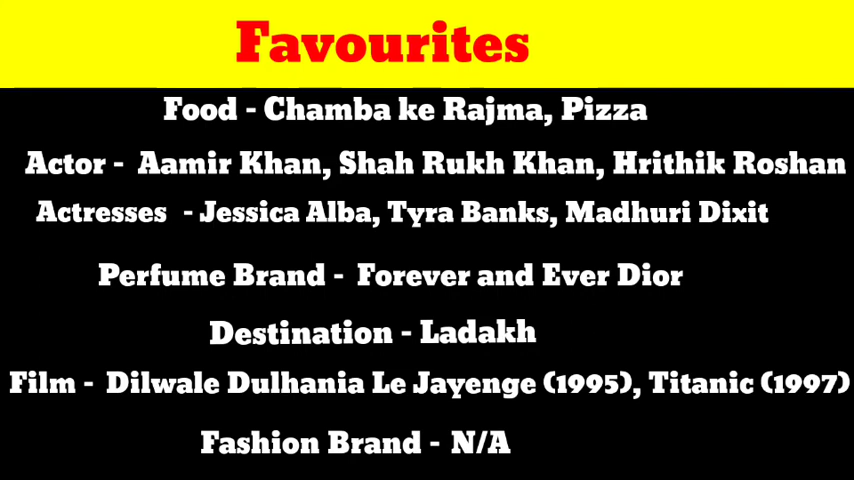 Favourites
Food - Chamba ke Rajma, Pizza
Actor - Aamir Khan, Shah Rukh Khan, Hrithik Roshan
Actresses - Jessica Alba, Tyra Banks, Madhuri Dixit
Perfume Brand - Forever and Ever Dior
Destination - Ladakh
Film - Dilwale Dulhania Le Jayenge (1995), Titanic (1997)
Fashion Brand - N/A